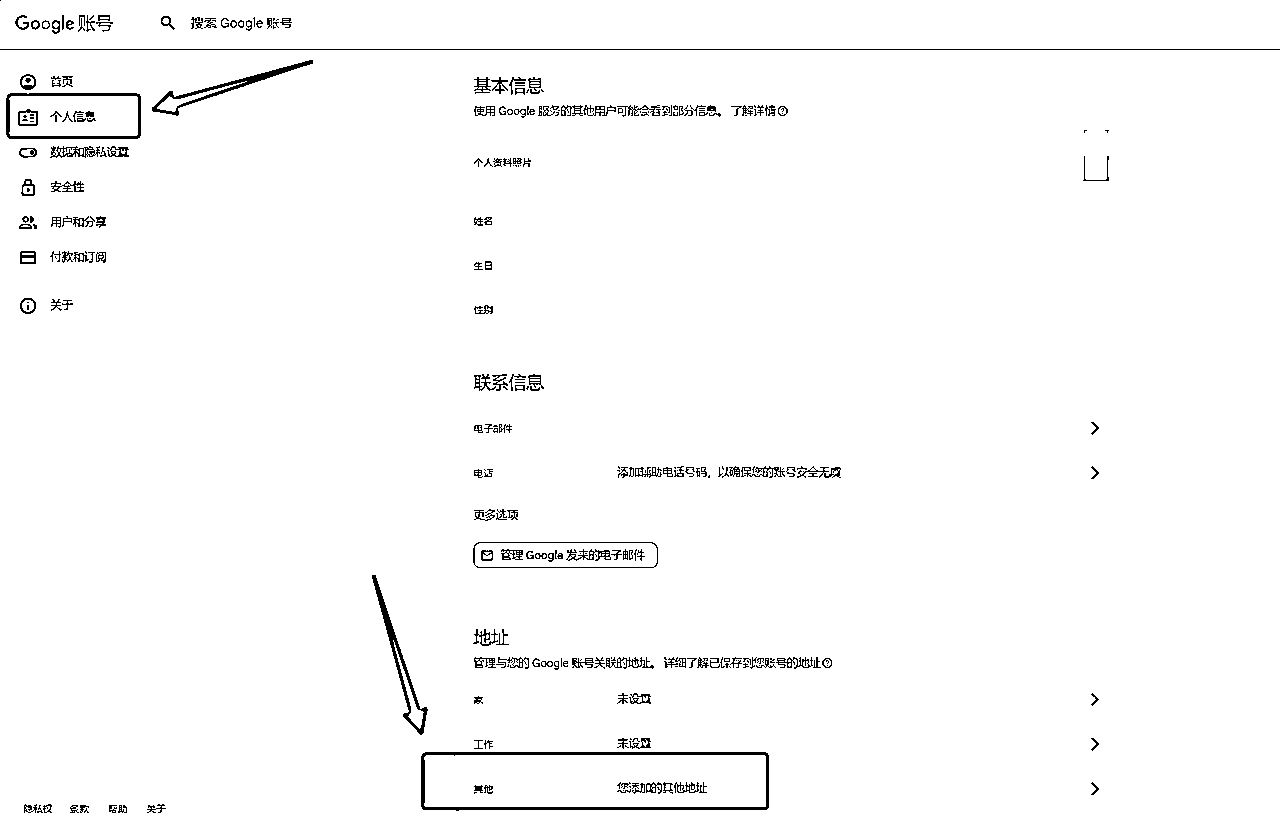 Google 账号
搜索 Google 账号
首页
个人信息
数据和隐私设置
安全性
用户和分享
付款和订阅
关于
基本信息
使用 Google 服务的其他用户可能会看到部分信息。 了解详情
个人资料照片
姓名
生日
性别
联系信息
电子邮件
电话 添加辅助电话号码，以确保您的账号安全无虞
更多选项
管理 Google 发来的电子邮件
地址
管理与您的 Google 账号关联的地址。 详细了解已保存到您账号的地址
家 未设置
工作 未设置
其他 您添加的其他地址
隐私权 条款 帮助 关于